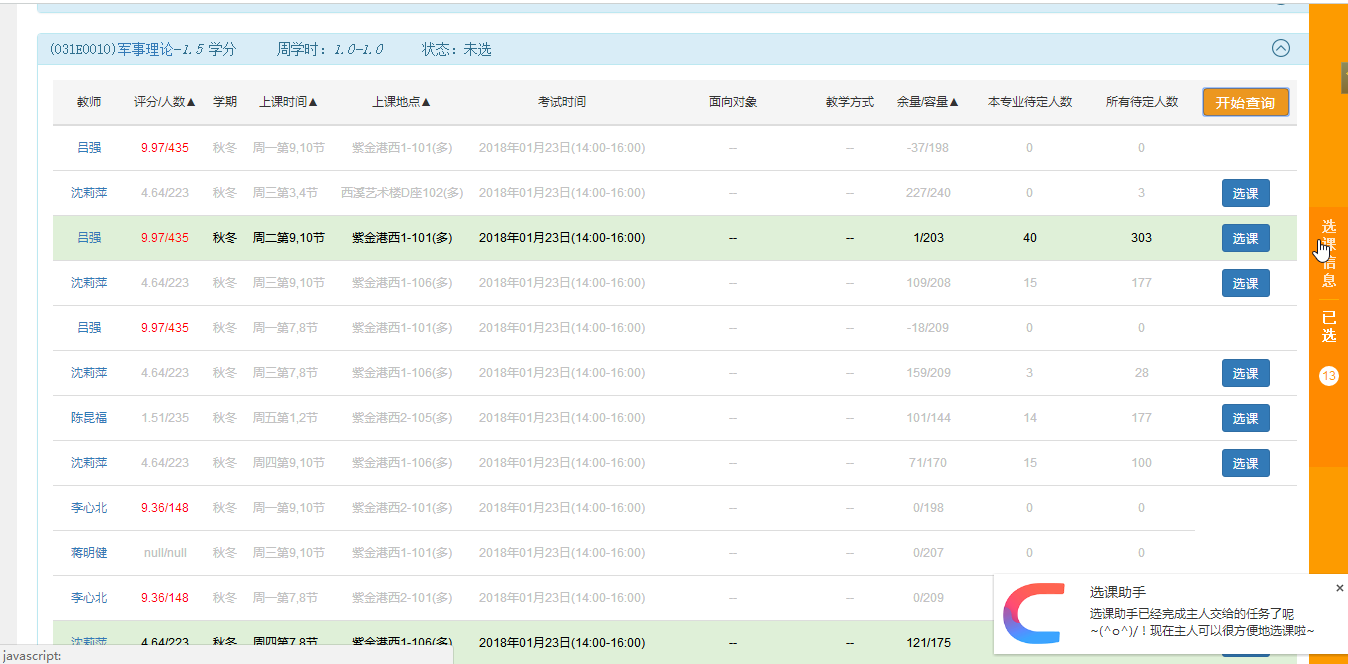 (031E0010)军事理论-1.5 学分 周学时：1.0-1.0 状态：未选
教师 评分/人数▲ 学期 上课时间▲ 上课地点▲ 考试时间 面向对象 教学方式 余量/容量▲ 本专业待定人数 所有待定人数 开始查询
吕强 9.97/435 秋冬 周一第9,10节 紫金港西1-101(多) 2018年01月23日(14:00-16:00) -- -- -37/198 0 0
沈莉萍 4.64/223 秋冬 周三第3,4节 西溪艺术楼D座102(多) 2018年01月23日(14:00-16:00) -- -- 227/240 0 3 选课
吕强 9.97/435 秋冬 周二第9,10节 紫金港西1-101(多) 2018年01月23日(14:00-16:00) -- -- 1/203 40 303 选课
沈莉萍 4.64/223 秋冬 周三第9,10节 紫金港西1-106(多) 2018年01月23日(14:00-16:00) -- -- 109/208 15 177 选课
吕强 9.97/435 秋冬 周一第7,8节 紫金港西1-101(多) 2018年01月23日(14:00-16:00) -- -- -18/209 0 0
沈莉萍 4.64/223 秋冬 周三第7,8节 紫金港西1-106(多) 2018年01月23日(14:00-16:00) -- -- 159/209 3 28 选课
陈昆福 1.51/235 秋冬 周五第1,2节 紫金港西2-105(多) 2018年01月23日(14:00-16:00) -- -- 101/144 14 177 选课
沈莉萍 4.64/223 秋冬 周四第9,10节 紫金港西1-106(多) 2018年01月23日(14:00-16:00) -- -- 71/170 15 100 选课
李心北 9.36/148 秋冬 周一第9,10节 紫金港西2-101(多) 2018年01月23日(14:00-16:00) -- -- 0/198 0 0
蒋明健 null/null 秋冬 周三第9,10节 紫金港西1-101(多) 2018年01月23日(14:00-16:00) -- -- 0/207 0 0
李心北 9.36/148 秋冬 周一第7,8节 紫金港西2-101(多) 2018年01月23日(14:00-16:00) -- -- 0/209
沈莉萍 4.64/223 秋冬 周四第7,8节 紫金港西1-106(多) 2018年01月23日(14:00-16:00) -- -- 121/175
选课信息
已选
13
选课助手
选课助手已经完成主人交给的任务了呢
~(^o^)/！现在主人可以很方便地选课啦~
×
javascript: